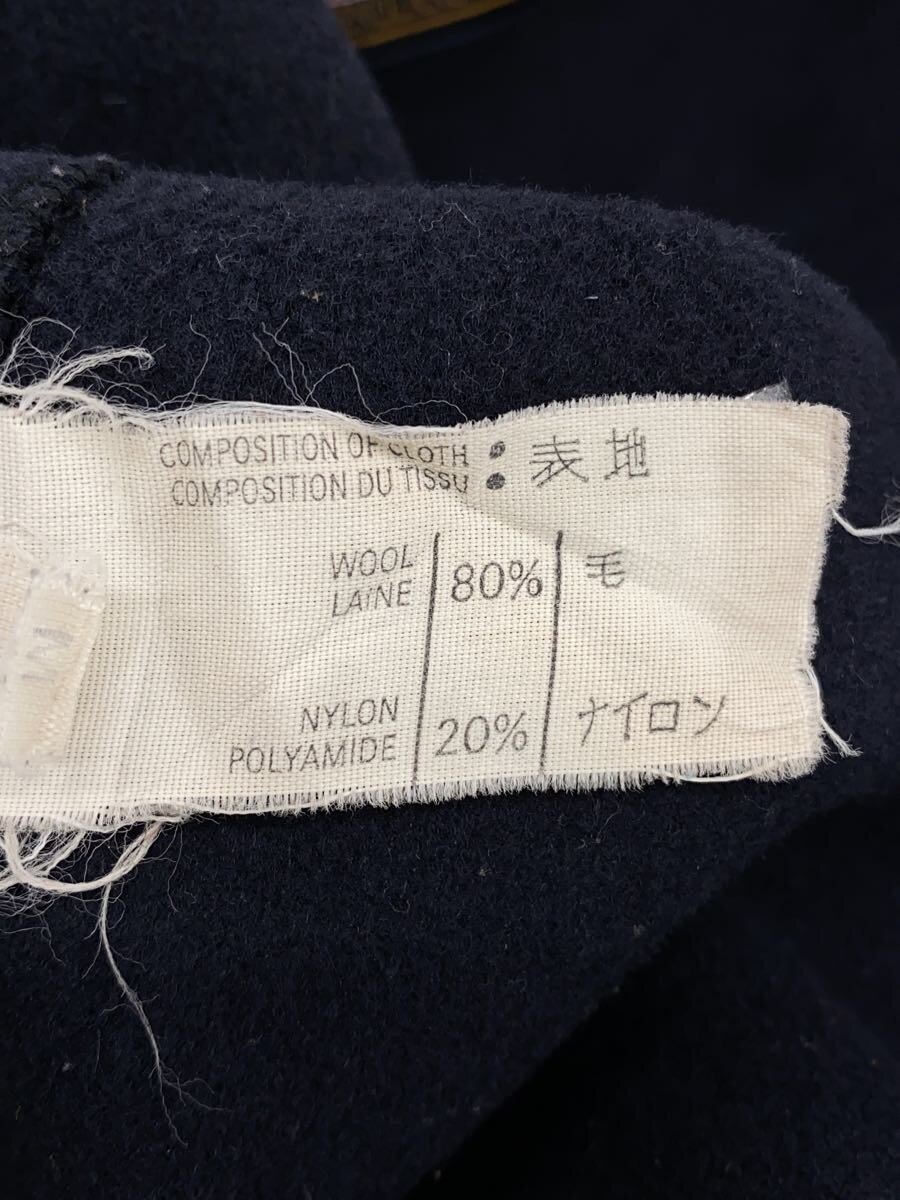 COMPOSITION OF CLOTH : 表地
COMPOSITION DU TISSU
WOOL 80% 毛
LAINE
NYLON 20% ナイロン
POLYAMIDE
M